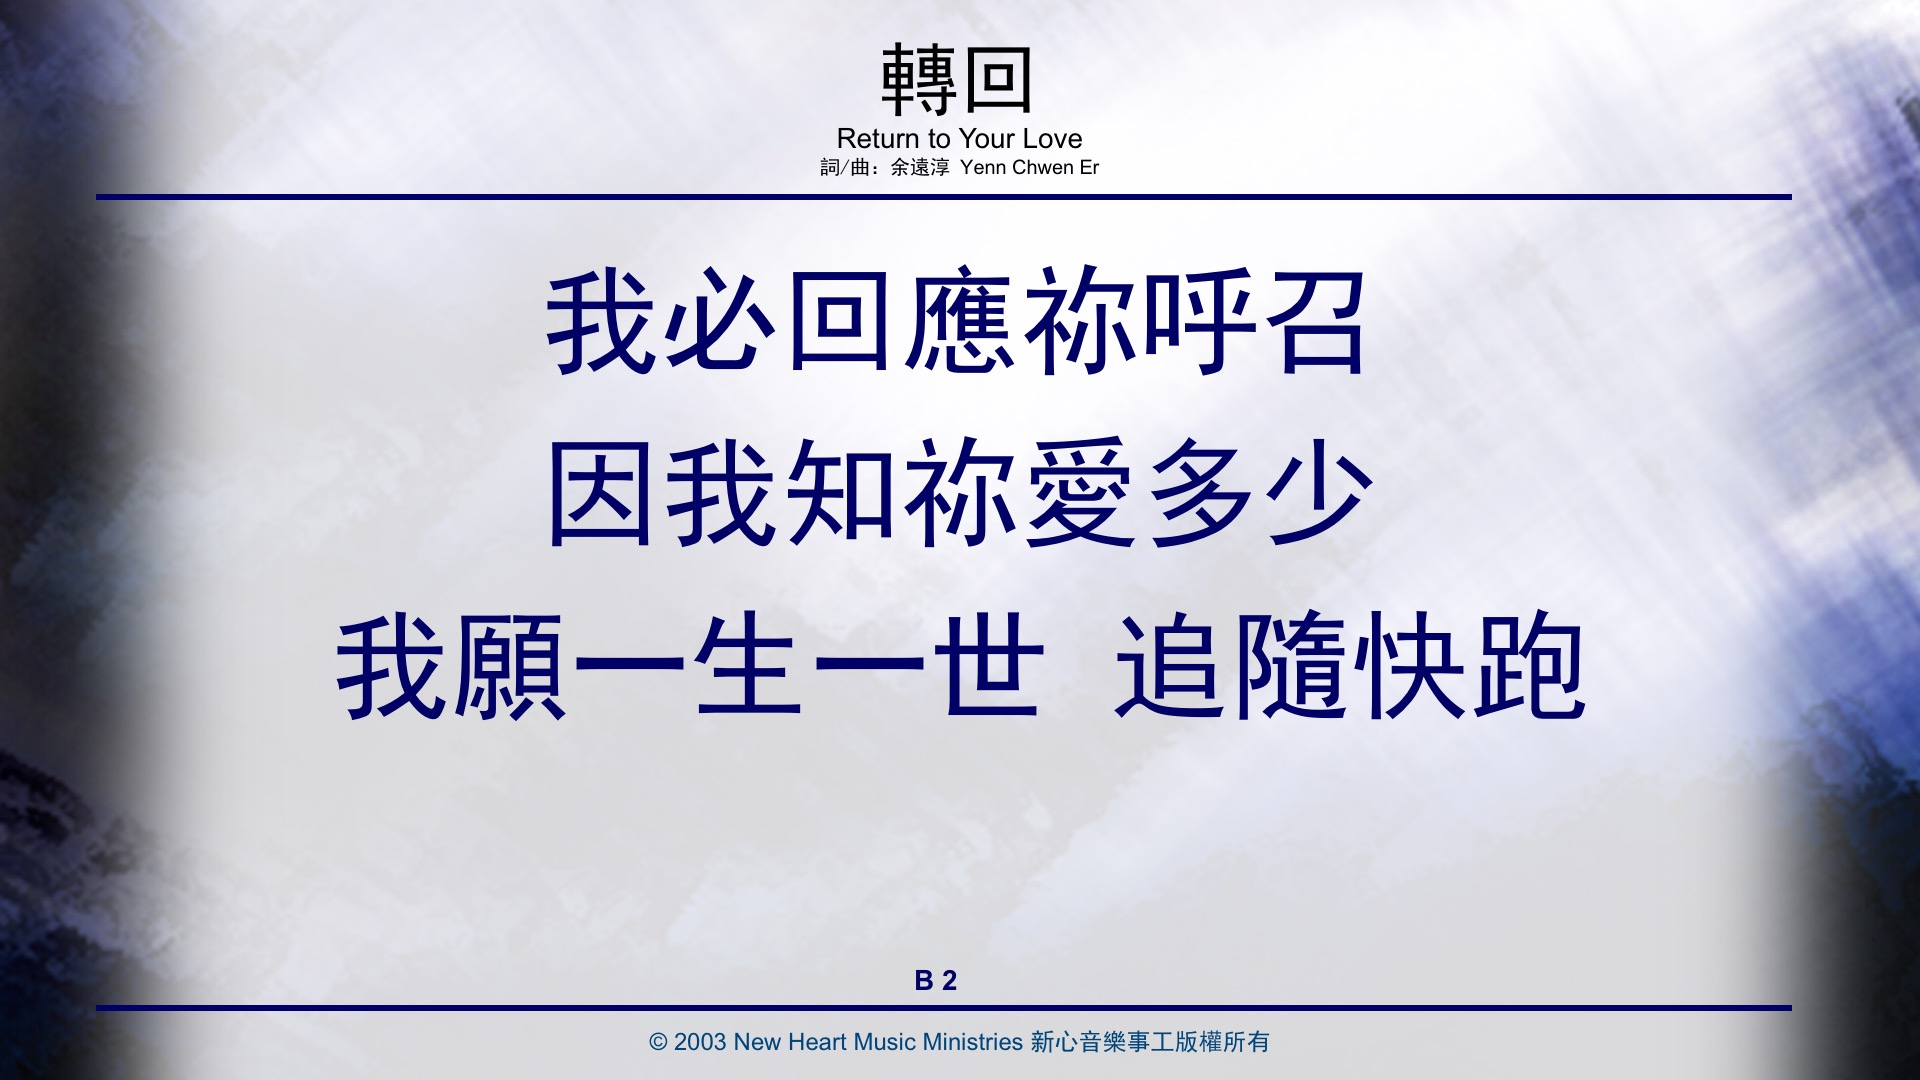 轉回
Return to Your Love
詞/曲：余遠淳 Yenn Chwen Er
我必回應祢呼召
因我知祢愛多少
我願一生一世 追隨快跑
B 2
© 2003 New Heart Music Ministries 新心音樂事工版權所有